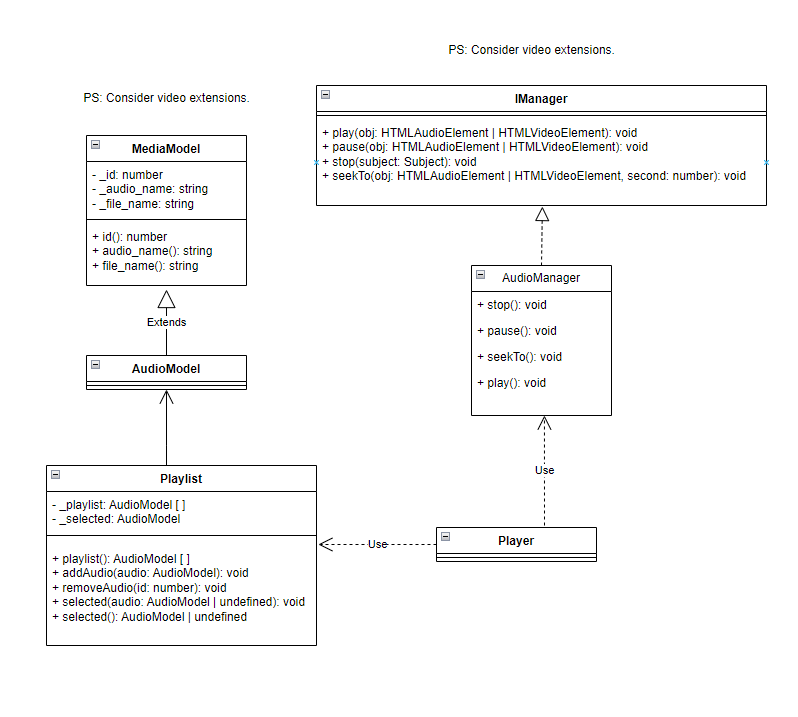 PS: Consider video extensions.
PS: Consider video extensions.
MediaModel
- _id: number
- _audio_name: string
- _file_name: string
+ id(): number
+ audio_name(): string
+ file_name(): string
IManager
+ play(obj: HTMLAudioElement | HTMLVideoElement): void
+ pause(obj: HTMLAudioElement | HTMLVideoElement): void
+ stop(subject: Subject): void
+ seekTo(obj: HTMLAudioElement | HTMLVideoElement, second: number): void
Extends
AudioModel
AudioManager
+ stop(): void
+ pause(): void
+ seekTo(): void
+ play(): void
Playlist
- _playlist: AudioModel [ ]
- _selected: AudioModel
+ playlist(): AudioModel [ ]
+ addAudio(audio: AudioModel): void
+ removeAudio(id: number): void
+ selected(audio: AudioModel | undefined): void
+ selected(): AudioModel | undefined
Use
Use
Player